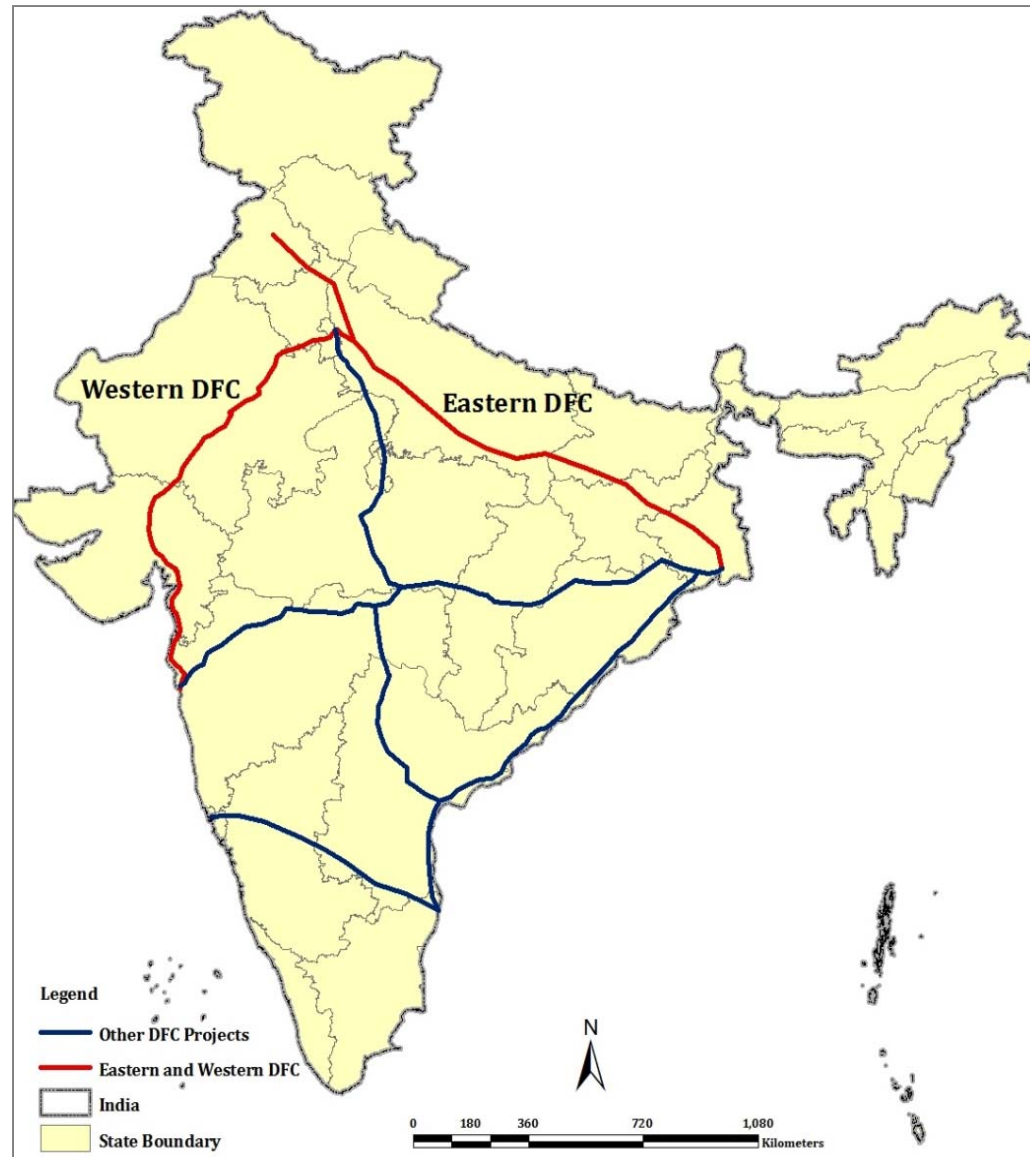 Western DFC
Eastern DFC
Legend
Other DFC Projects
Eastern and Western DFC
India
State Boundary
N
0 180 360 720 1,080
Kilometers